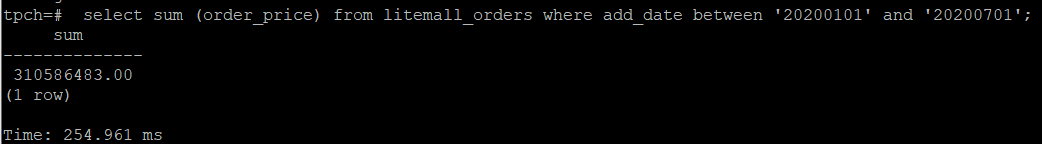 tpch=#  select sum (order_price) from litemall_orders where add_date between '20200101' and '20200701';
     sum
--------------
 310586483.00
(1 row)
Time: 254.961 ms